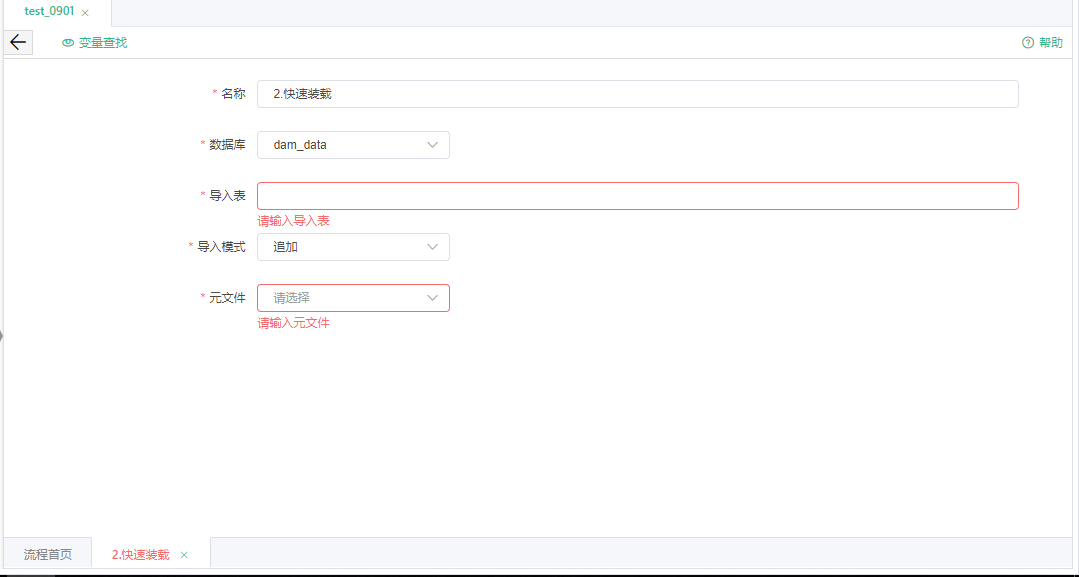 test_0901
变量查找
帮助
* 名称 2.快速装载
* 数据库 dam_data
* 导入表
请输入导入表
* 导入模式 追加
* 元文件 请选择
请输入元文件
流程首页 2.快速装载